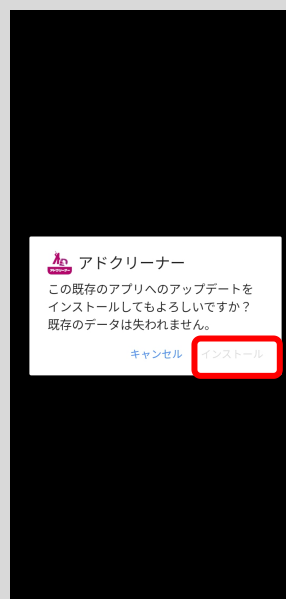 アドクリーナー
アドクリーナー
この既存のアプリへのアップデートを
インストールしてもよろしいですか？
既存のデータは失われません。
キャンセル インストール